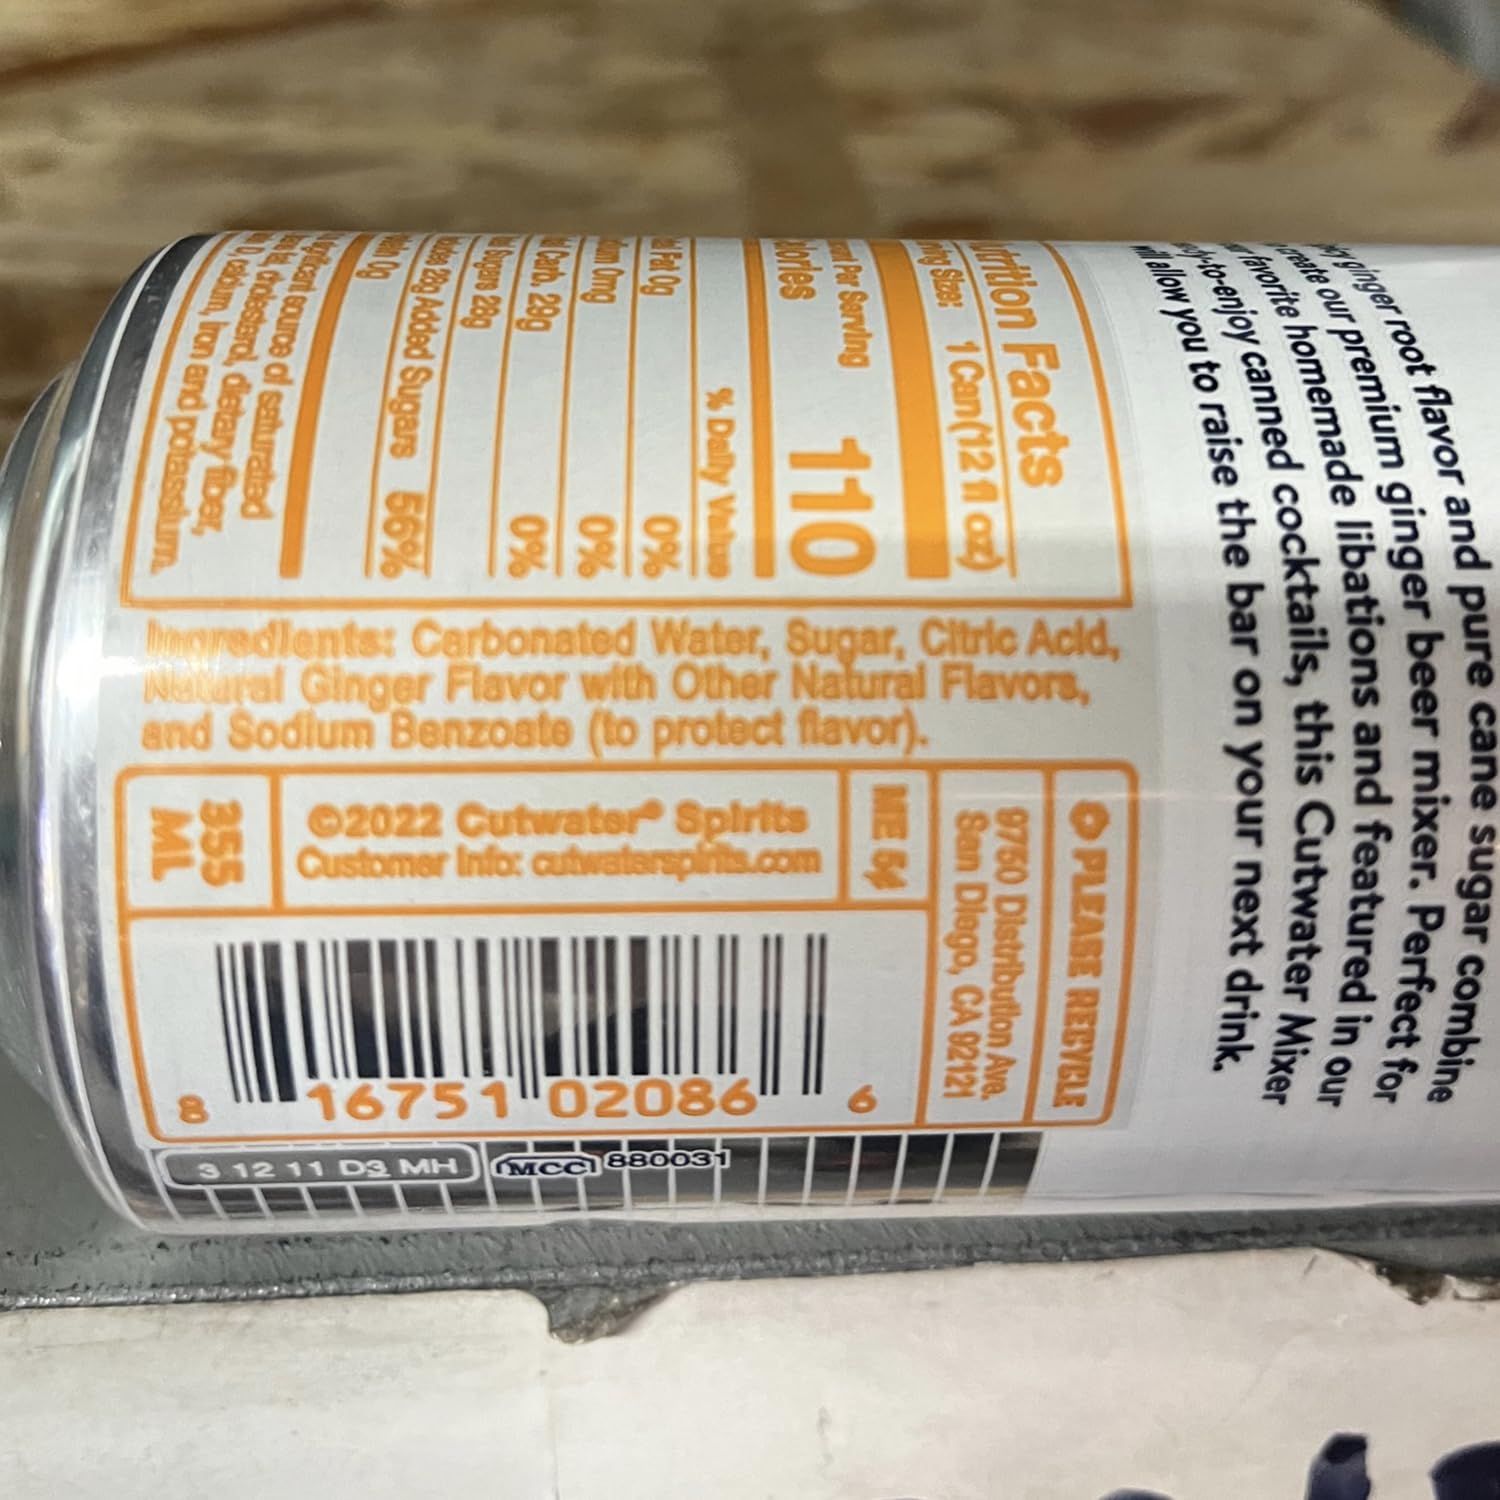 ginger root flavor and pure cane sugar combine
create our premium ginger beer mixer. Perfect for
favorite homemade libations and featured in our
-to-enjoy canned cocktails, this Cutwater Mixer
will allow you to raise the bar on your next drink.
Nutrition Facts
Serving Size: 1 Can (12 fl oz)
Amount Per Serving
Calories 110
% Daily Value
Total Fat 0g 0%
Sodium 0mg 0%
Total Carb. 29g 0%
Total Sugars 28g
Includes 28g Added Sugars 56%
Protein 0g
significant source of saturated
fat, cholesterol, dietary fiber,
D, calcium, iron and potassium.
Ingredients: Carbonated Water, Sugar, Citric Acid,
Natural Ginger Flavor with Other Natural Flavors,
and Sodium Benzoate (to protect flavor).
PLEASE RECYCLE
9750 Distribution Ave.
San Diego, CA 92121
ME 5¢
©2022 Cutwater® Spirits
Customer Info: cutwaterspirits.com
355
ML
8 16751 02086 6
3 12 11 D3 MH
MCC 880031